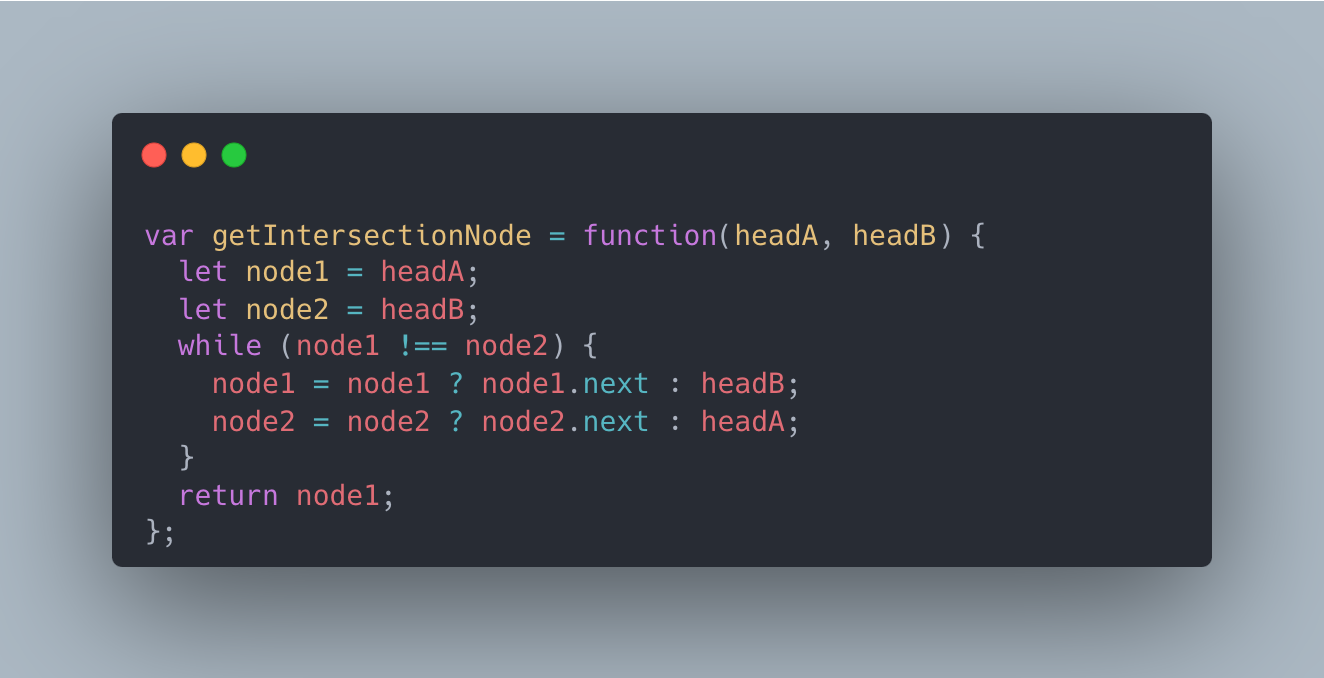 var getIntersectionNode = function(headA, headB) {
  let node1 = headA;
  let node2 = headB;
  while (node1 !== node2) {
    node1 = node1 ? node1.next : headB;
    node2 = node2 ? node2.next : headA;
  }
  return node1;
};